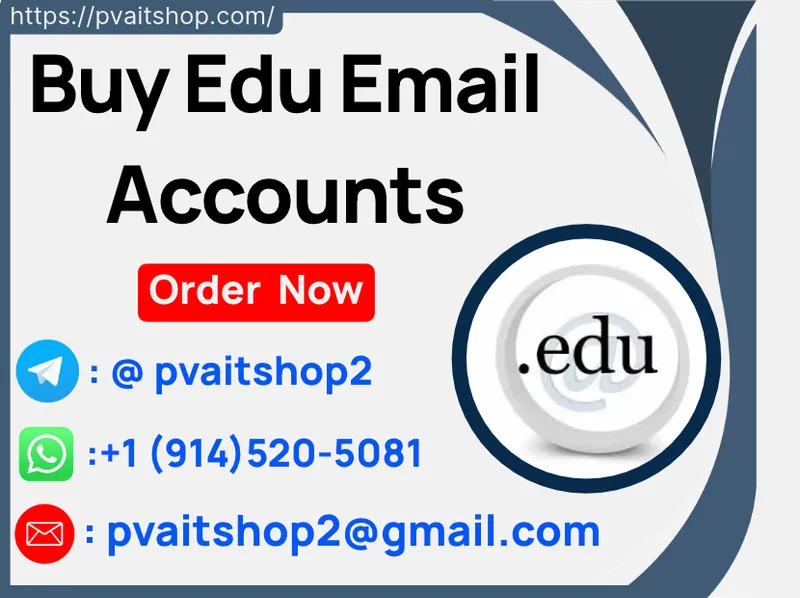 https://pvaitshop.com/
Buy Edu Email
Accounts
Order Now
.edu
: @ pvaitshop2
:+1 (914)520-5081
: pvaitshop2@gmail.com